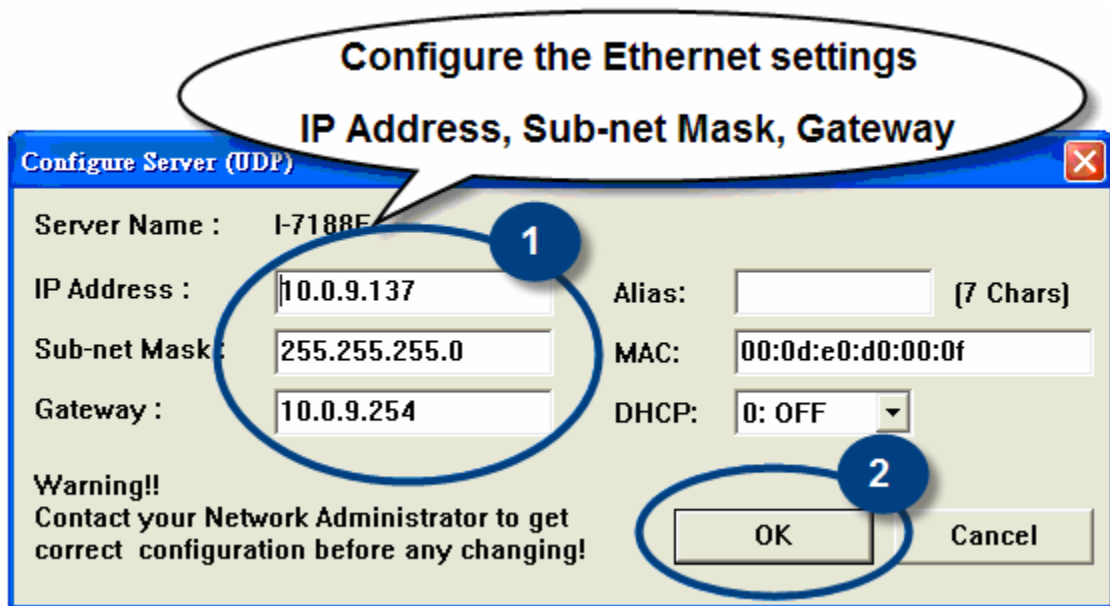 Configure the Ethernet settings
IP Address, Sub-net Mask, Gateway
Configure Server (UDP)
Server Name : I-7188E
1
IP Address : 10.0.9.137 Alias: (7 Chars)
Sub-net Mask : 255.255.255.0 MAC: 00:0d:e0:d0:00:0f
Gateway : 10.0.9.254 DHCP: 0: OFF
2
Warning!!
Contact your Network Administrator to get
correct configuration before any changing!
OK Cancel